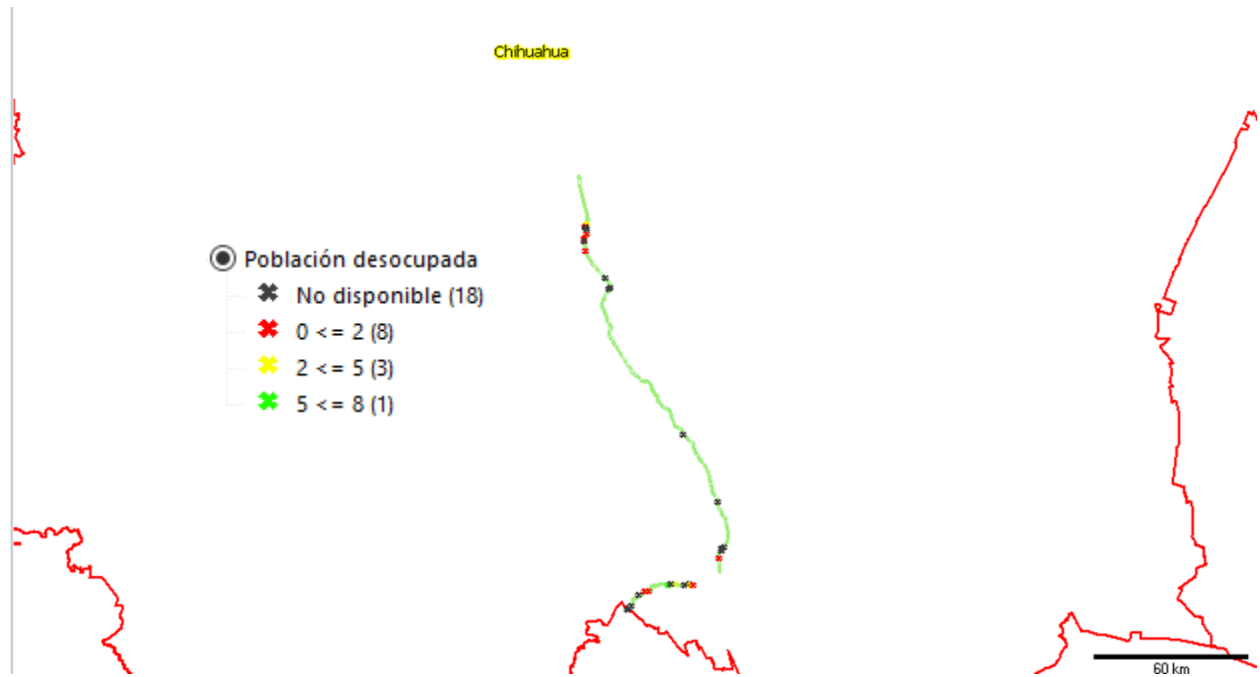 Chihuahua
Población desocupada
No disponible (18)
0 <= 2 (8)
2 <= 5 (3)
5 <= 8 (1)
60 km